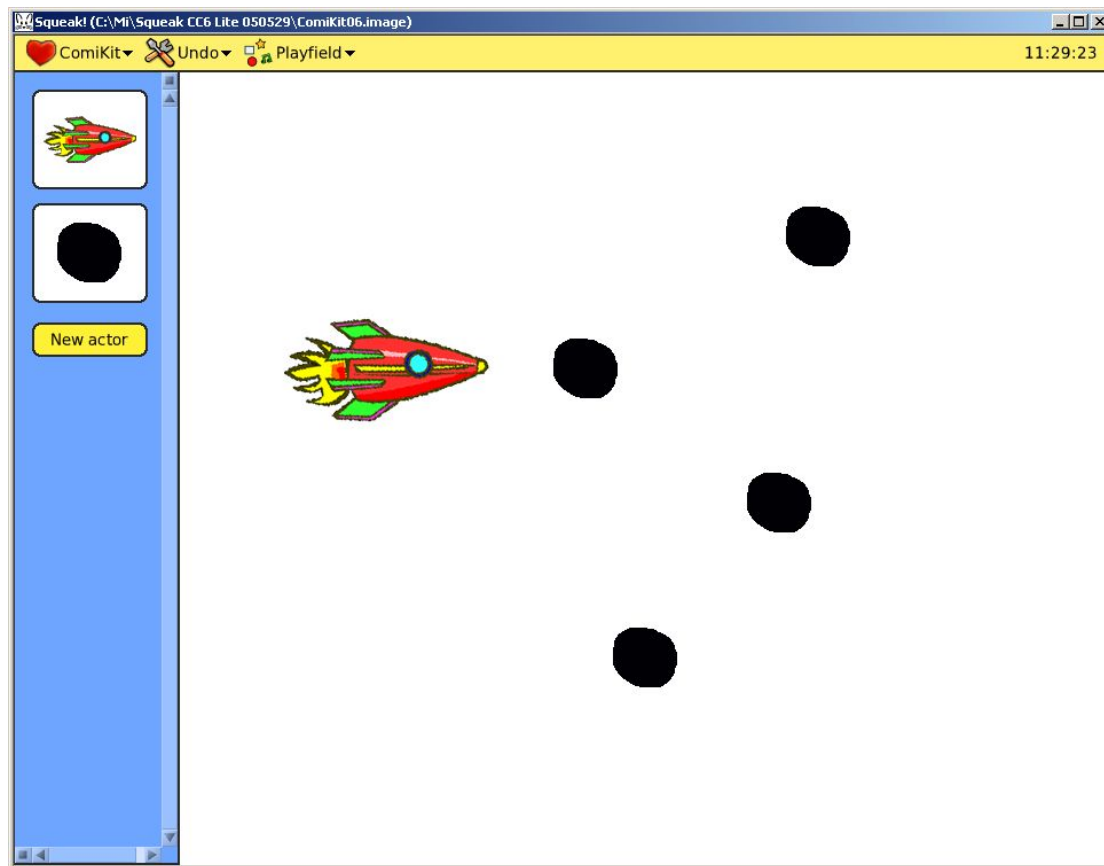 Squeak! (C:\Mi\Squeak CC6 Lite 050529\ComiKit06.image)
ComiKit Undo Playfield 11:29:23
New actor